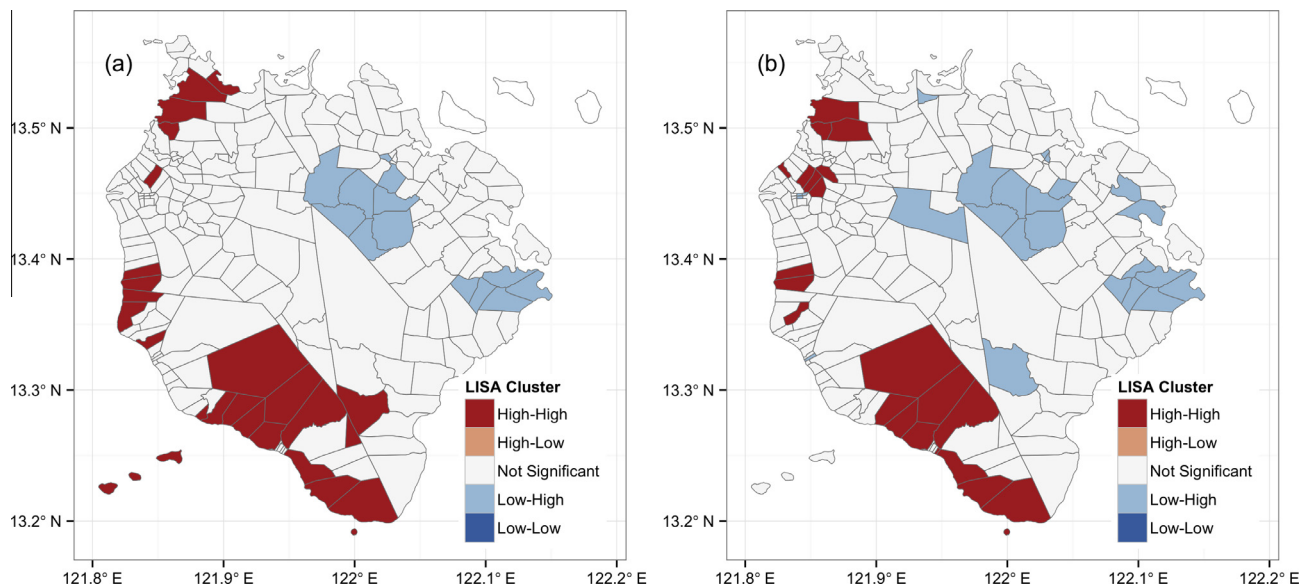 (a)
13.5° N
13.4° N
13.3° N
13.2° N
121.8° E 121.9° E 122° E 122.1° E 122.2° E
LISA Cluster
High-High
High-Low
Not Significant
Low-High
Low-Low
(b)
13.5° N
13.4° N
13.3° N
13.2° N
121.8° E 121.9° E 122° E 122.1° E 122.2° E
LISA Cluster
High-High
High-Low
Not Significant
Low-High
Low-Low